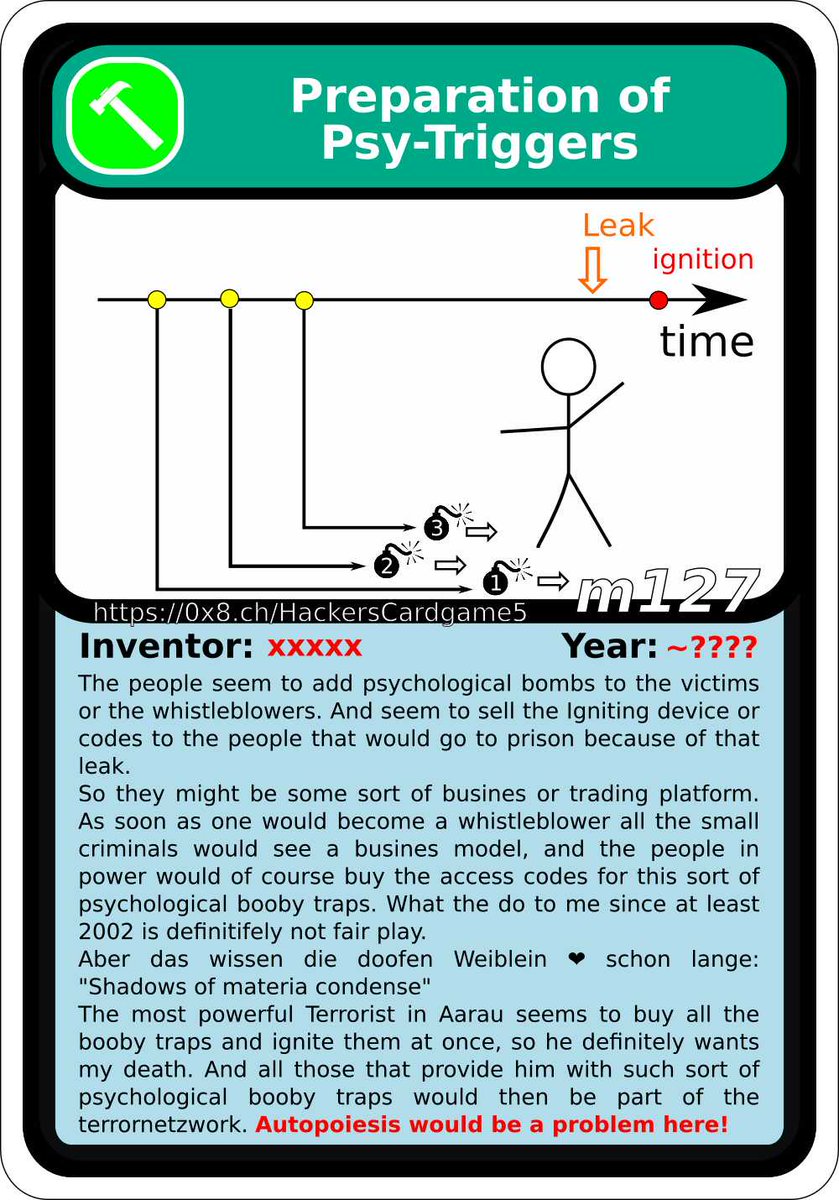 Preparation of
Psy-Triggers
Leak
ignition
time
3
2
1
m127
https://0x8.ch/HackersCardgame5
Inventor: xxxxx Year: ~????
The people seem to add psychological bombs to the victims
or the whistleblowers. And seem to sell the Igniting device or
codes to the people that would go to prison because of that
leak.
So they might be some sort of busines or trading platform.
As soon as one would become a whistleblower all the small
criminals would see a busines model, and the people in
power would of course buy the access codes for this sort of
psychological booby traps. What the do to me since at least
2002 is definitifely not fair play.
Aber das wissen die doofen Weiblein ❤ schon lange:
"Shadows of materia condense"
The most powerful Terrorist in Aarau seems to buy all the
booby traps and ignite them at once, so he definitely wants
my death. And all those that provide him with such sort of
psychological booby traps would then be part of the
terrornetzwork. Autopoiesis would be a problem here!